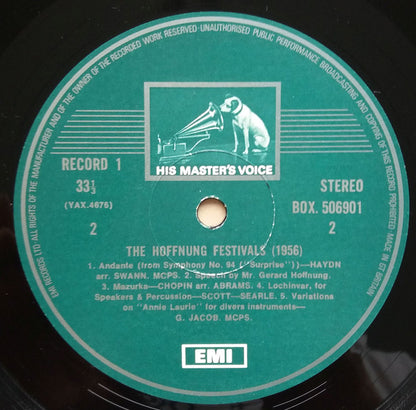 EMI RECORDS LTD ALL RIGHTS OF THE MANUFACTURER AND OF THE OWNER OF THE RECORDED WORK RESERVED · UNAUTHORISED PUBLIC PERFORMANCE BROADCASTING AND COPYING OF THIS RECORD PROHIBITED MADE IN GT BRITAIN
HIS MASTER'S VOICE
RECORD 1
33⅓
(YAX.4676)
2
STEREO
BOX. 506901
2
THE HOFFNUNG FESTIVALS (1956)
1. Andante (from Symphony No. 94 ("Surprise"))—HAYDN
arr. SWANN. MCPS. 2. Speech by Mr. Gerard Hoffnung.
3. Mazurka—CHOPIN arr. ABRAMS. 4. Lochinvar, for
Speakers & Percussion—SCOTT—SEARLE. 5. Variations
on "Annie Laurie" for divers instruments—
G. JACOB. MCPS.
EMI